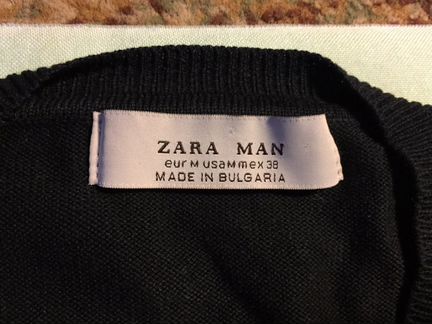 ZARA MAN
eur M usa M mex 38
MADE IN BULGARIA